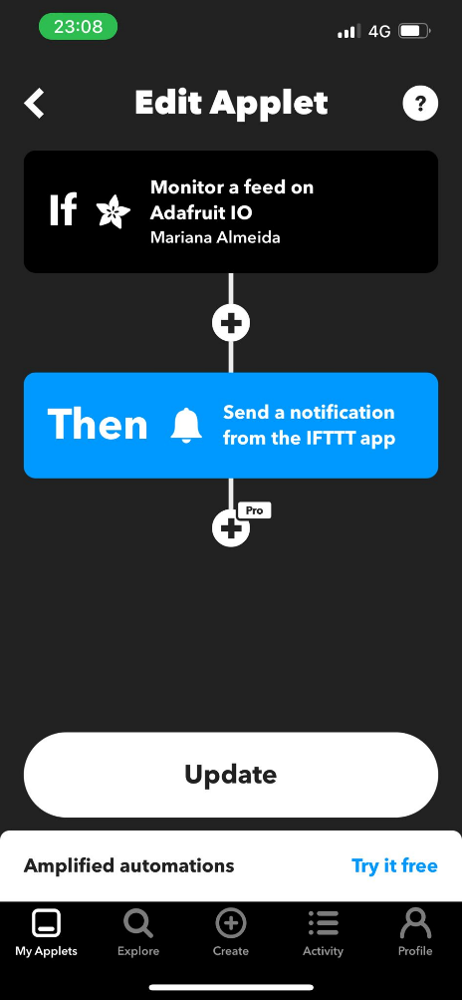 23:08
4G
Edit Applet
?
If
Monitor a feed on
Adafruit IO
Mariana Almeida
Then
Send a notification
from the IFTTT app
Pro
Update
Amplified automations
Try it free
My Applets
Explore
Create
Activity
Profile